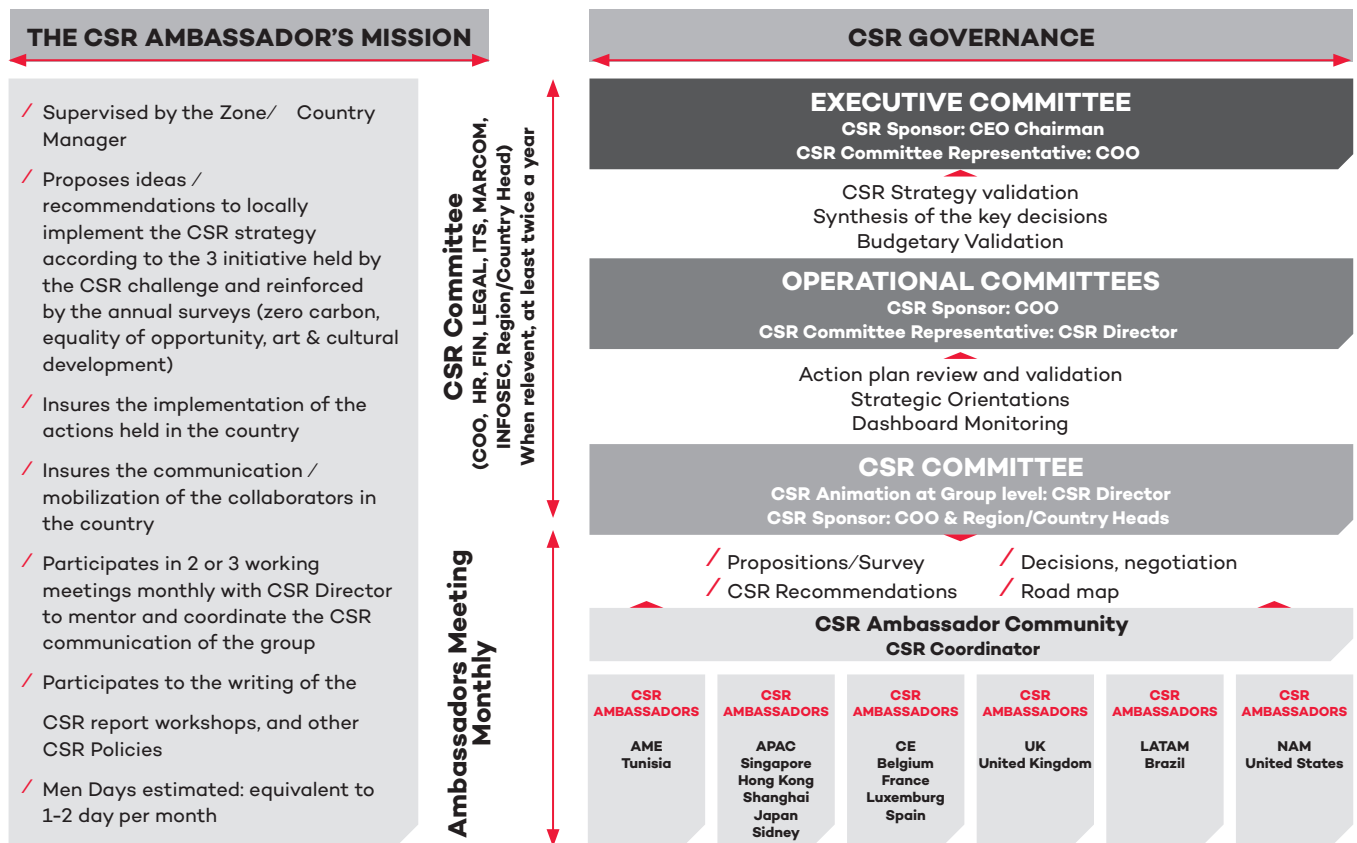 THE CSR AMBASSADOR'S MISSION
/ Supervised by the Zone/ Country
Manager
/ Proposes ideas /
recommendations to locally
implement the CSR strategy
according to the 3 initiative held by
the CSR challenge and reinforced
by the annual surveys (zero carbon,
equality of opportunity, art & cultural
development)
/ Insures the implementation of the
actions held in the country
/ Insures the communication /
mobilization of the collaborators in
the country
/ Participates in 2 or 3 working
meetings monthly with CSR Director
to mentor and coordinate the CSR
communication of the group
/ Participates to the writing of the
CSR report workshops, and other
CSR Policies
/ Men Days estimated: equivalent to
1-2 day per month
CSR Committee
(COO, HR, FIN, LEGAL, ITS, MARCOM,
INFOSEC, Region/Country Head)
When relevent, at least twice a year
Ambassadors Meeting
Monthly
CSR GOVERNANCE
EXECUTIVE COMMITTEE
CSR Sponsor: CEO Chairman
CSR Committee Representative: COO
CSR Strategy validation
Synthesis of the key decisions
Budgetary Validation
OPERATIONAL COMMITTEES
CSR Sponsor: COO
CSR Committee Representative: CSR Director
Action plan review and validation
Strategic Orientations
Dashboard Monitoring
CSR COMMITTEE
CSR Animation at Group level: CSR Director
CSR Sponsor: COO & Region/Country Heads
/ Propositions/Survey
/ CSR Recommendations
/ Decisions, negotiation
/ Road map
CSR Ambassador Community
CSR Coordinator
CSR
AMBASSADORS
AME
Tunisia
CSR
AMBASSADORS
APAC
Singapore
Hong Kong
Shanghai
Japan
Sidney
CSR
AMBASSADORS
CE
Belgium
France
Luxemburg
Spain
CSR
AMBASSADORS
UK
United Kingdom
CSR
AMBASSADORS
LATAM
Brazil
CSR
AMBASSADORS
NAM
United States